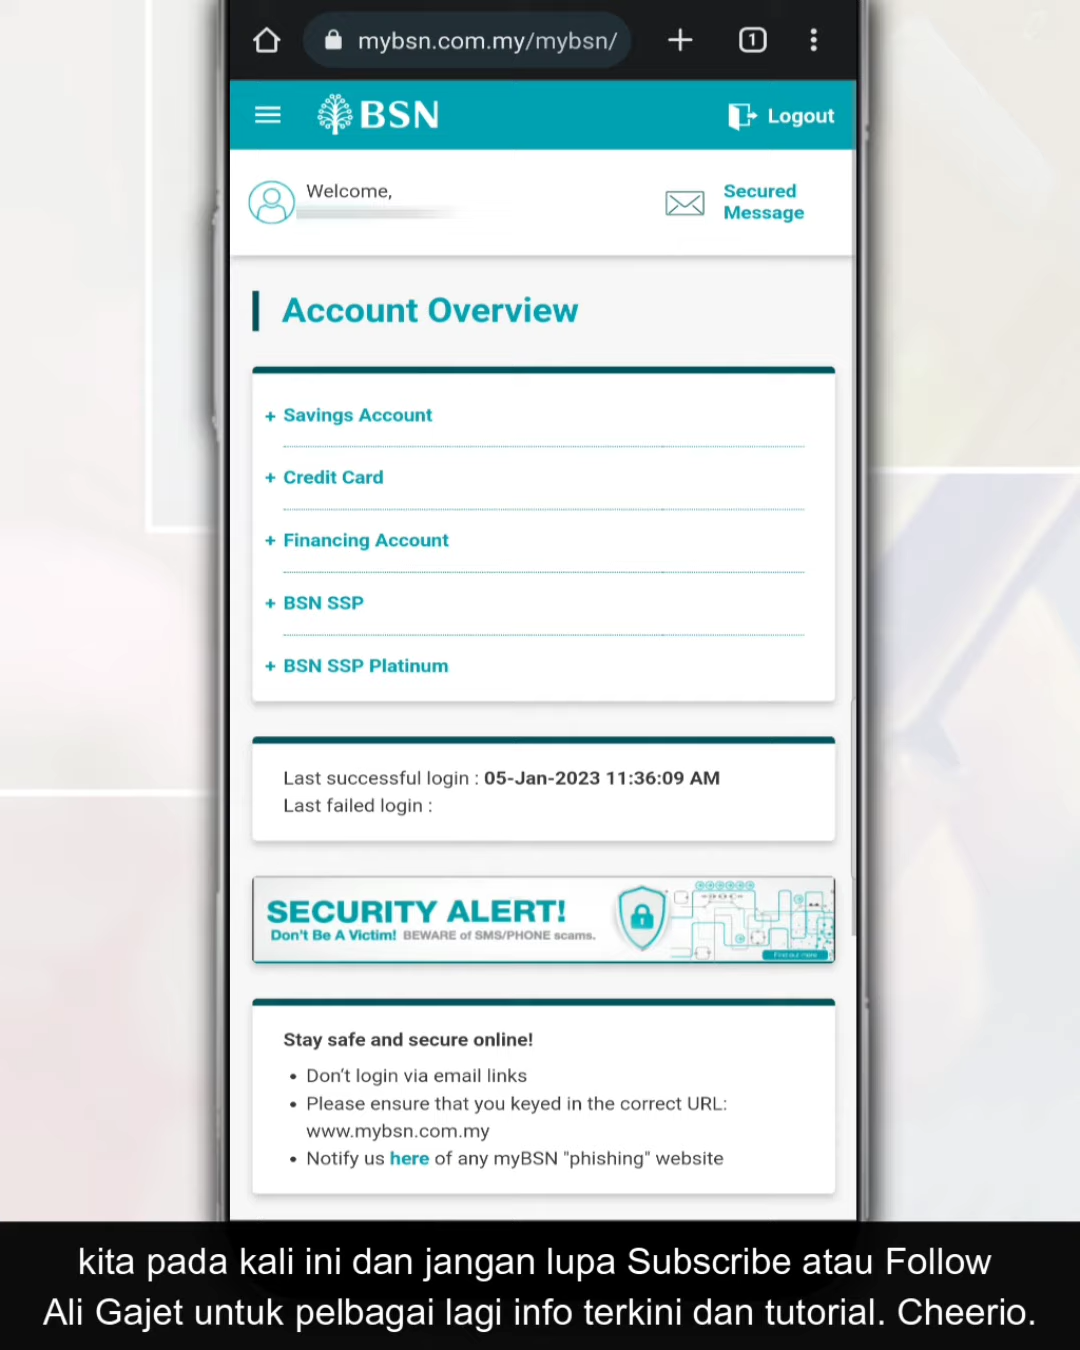 mybsn.com.my/mybsn/
1
BSN
Logout
Welcome,
Secured
Message
Account Overview
+ Savings Account
+ Credit Card
+ Financing Account
+ BSN SSP
+ BSN SSP Platinum
Last successful login : 05-Jan-2023 11:36:09 AM
Last failed login :
SECURITY ALERT!
Don't Be A Victim! BEWARE of SMS/PHONE scams.
Find out more
Stay safe and secure online!
• Don't login via email links
• Please ensure that you keyed in the correct URL:
www.mybsn.com.my
• Notify us here of any myBSN "phishing" website
kita pada kali ini dan jangan lupa Subscribe atau Follow
Ali Gajet untuk pelbagai lagi info terkini dan tutorial. Cheerio.